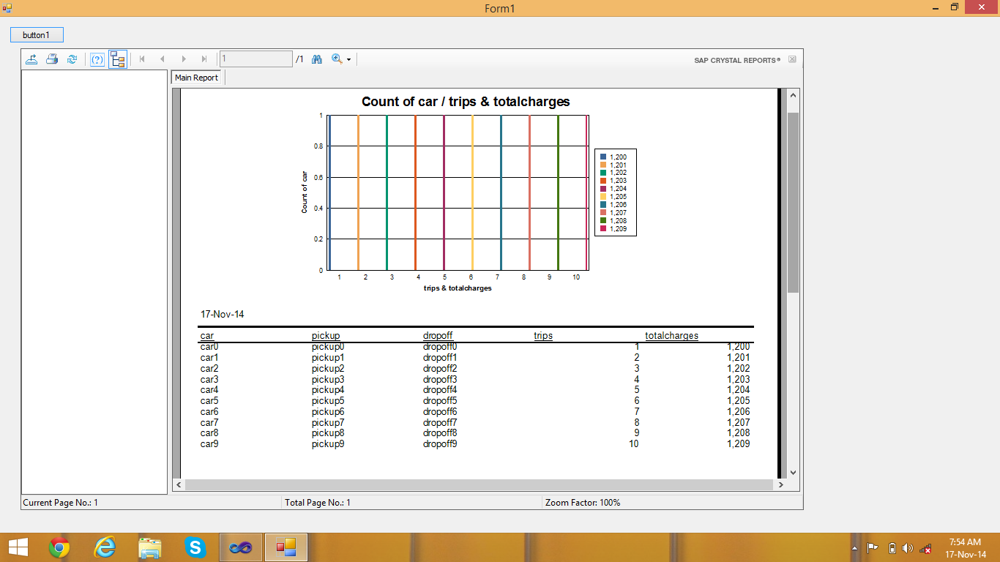 Form1
button1
1 /1
SAP CRYSTAL REPORTS®
Main Report
Count of car / trips & totalcharges
Count of car
1
0.8
0.6
0.4
0.2
0
1 2 3 4 5 6 7 8 9 10
trips & totalcharges
1,200
1,201
1,202
1,203
1,204
1,205
1,206
1,207
1,208
1,209
17-Nov-14
car pickup dropoff trips totalcharges
car0 pickup0 dropoff0 1 1,200
car1 pickup1 dropoff1 2 1,201
car2 pickup2 dropoff2 3 1,202
car3 pickup3 dropoff3 4 1,203
car4 pickup4 dropoff4 5 1,204
car5 pickup5 dropoff5 6 1,205
car6 pickup6 dropoff6 7 1,206
car7 pickup7 dropoff7 8 1,207
car8 pickup8 dropoff8 9 1,208
car9 pickup9 dropoff9 10 1,209
Current Page No.: 1 Total Page No.: 1 Zoom Factor: 100%
7:54 AM
17-Nov-14